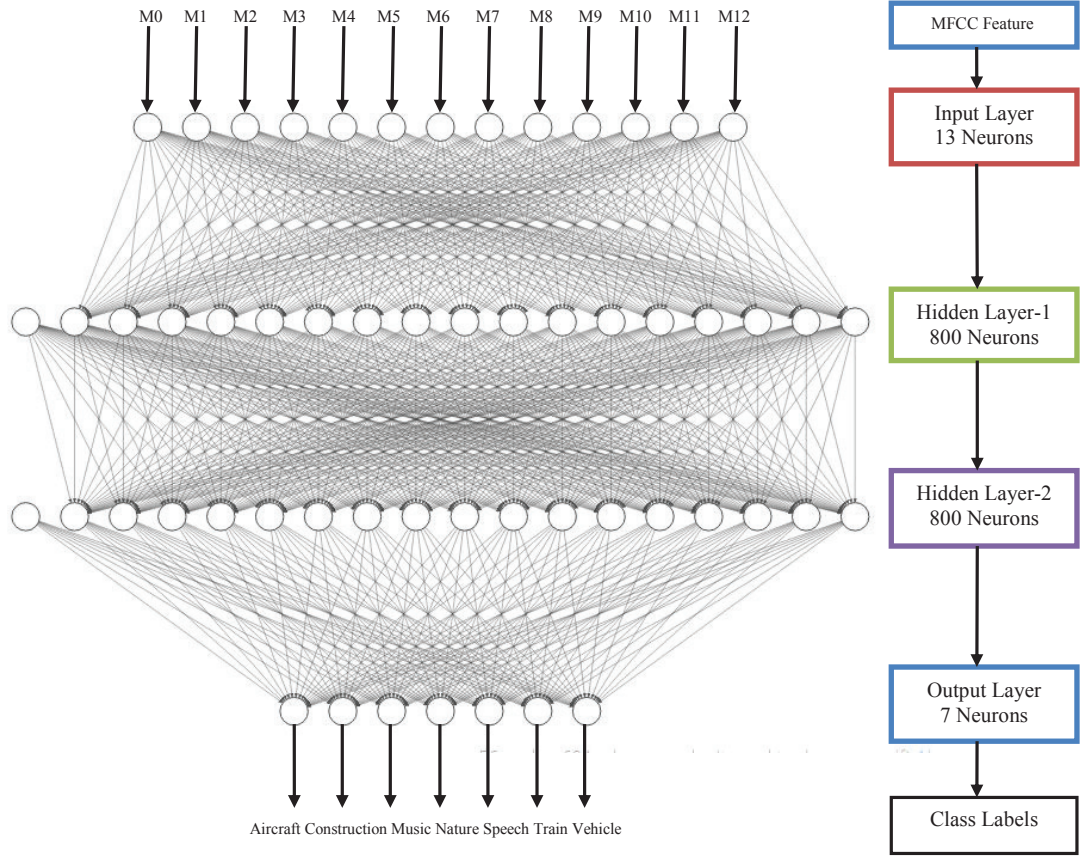 M0 M1 M2 M3 M4 M5 M6 M7 M8 M9 M10 M11 M12
MFCC Feature
Input Layer
13 Neurons
Hidden Layer-1
800 Neurons
Hidden Layer-2
800 Neurons
Output Layer
7 Neurons
Aircraft Construction Music Nature Speech Train Vehicle
Class Labels